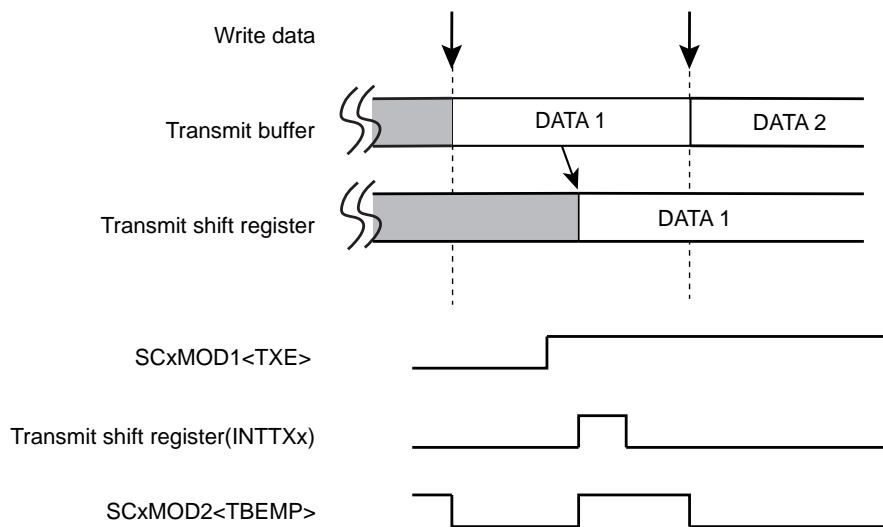 Write data
Transmit buffer
DATA 1
DATA 2
Transmit shift register
DATA 1
SCxMOD1<TXE>
Transmit shift register(INTTXx)
SCxMOD2<TBEMP>